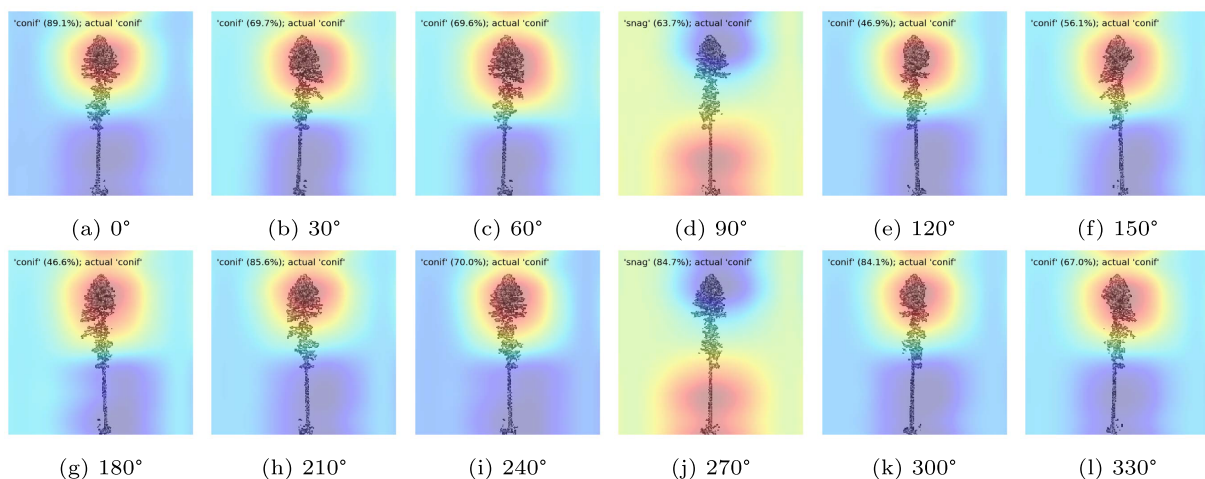 'conif' (89.1%); actual 'conif'
'conif' (69.7%); actual 'conif'
'conif' (69.6%); actual 'conif'
'snag' (63.7%); actual 'conif'
'conif' (46.9%); actual 'conif'
'conif' (56.1%); actual 'conif'
(a) 0°
(b) 30°
(c) 60°
(d) 90°
(e) 120°
(f) 150°
'conif' (46.6%); actual 'conif'
'conif' (85.6%); actual 'conif'
'conif' (70.0%); actual 'conif'
'snag' (84.7%); actual 'conif'
'conif' (84.1%); actual 'conif'
'conif' (67.0%); actual 'conif'
(g) 180°
(h) 210°
(i) 240°
(j) 270°
(k) 300°
(l) 330°